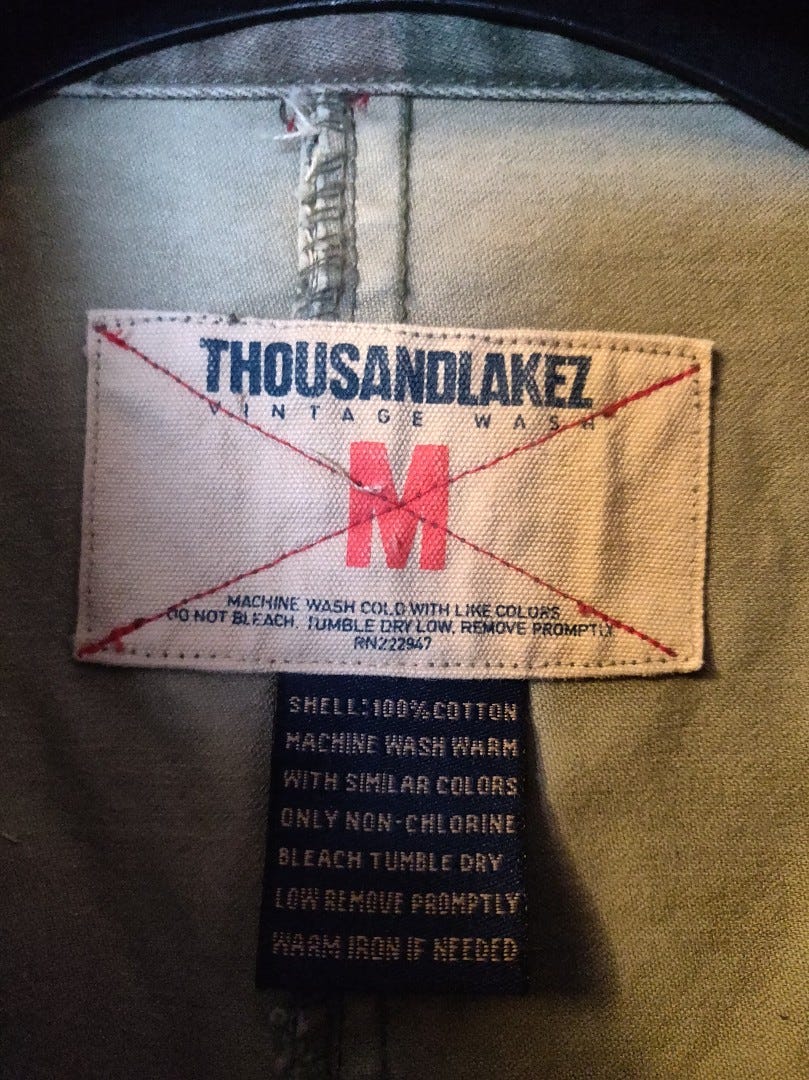 THOUSANDLAKEZ
VINTAGE WASH
M
MACHINE WASH COLD WITH LIKE COLORS
DO NOT BLEACH. TUMBLE DRY LOW, REMOVE PROMPTLY
RN222947
SHELL:100%COTTON
MACHINE WASH WARM
WITH SIMILAR COLORS
ONLY NON-CHLORINE
BLEACH TUMBLE DRY
LOW REMOVE PROMPTLY
WARM IRON IF NEEDED